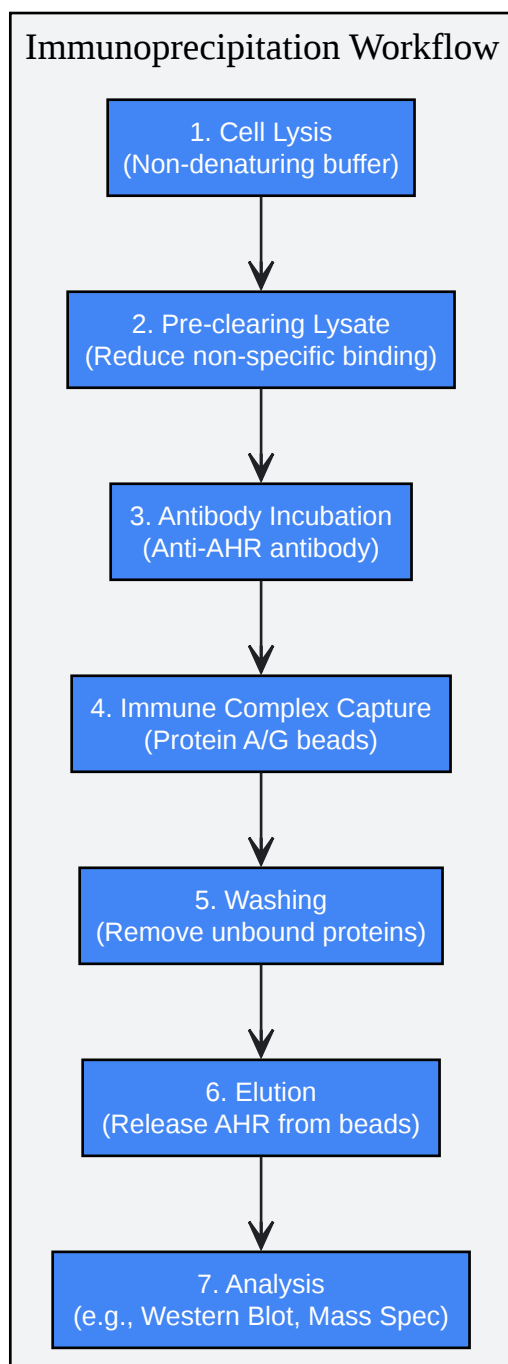 Immunoprecipitation Workflow
1. Cell Lysis
(Non-denaturing buffer)
2. Pre-clearing Lysate
(Reduce non-specific binding)
3. Antibody Incubation
(Anti-AHR antibody)
4. Immune Complex Capture
(Protein A/G beads)
5. Washing
(Remove unbound proteins)
6. Elution
(Release AHR from beads)
7. Analysis
(e.g., Western Blot, Mass Spec)